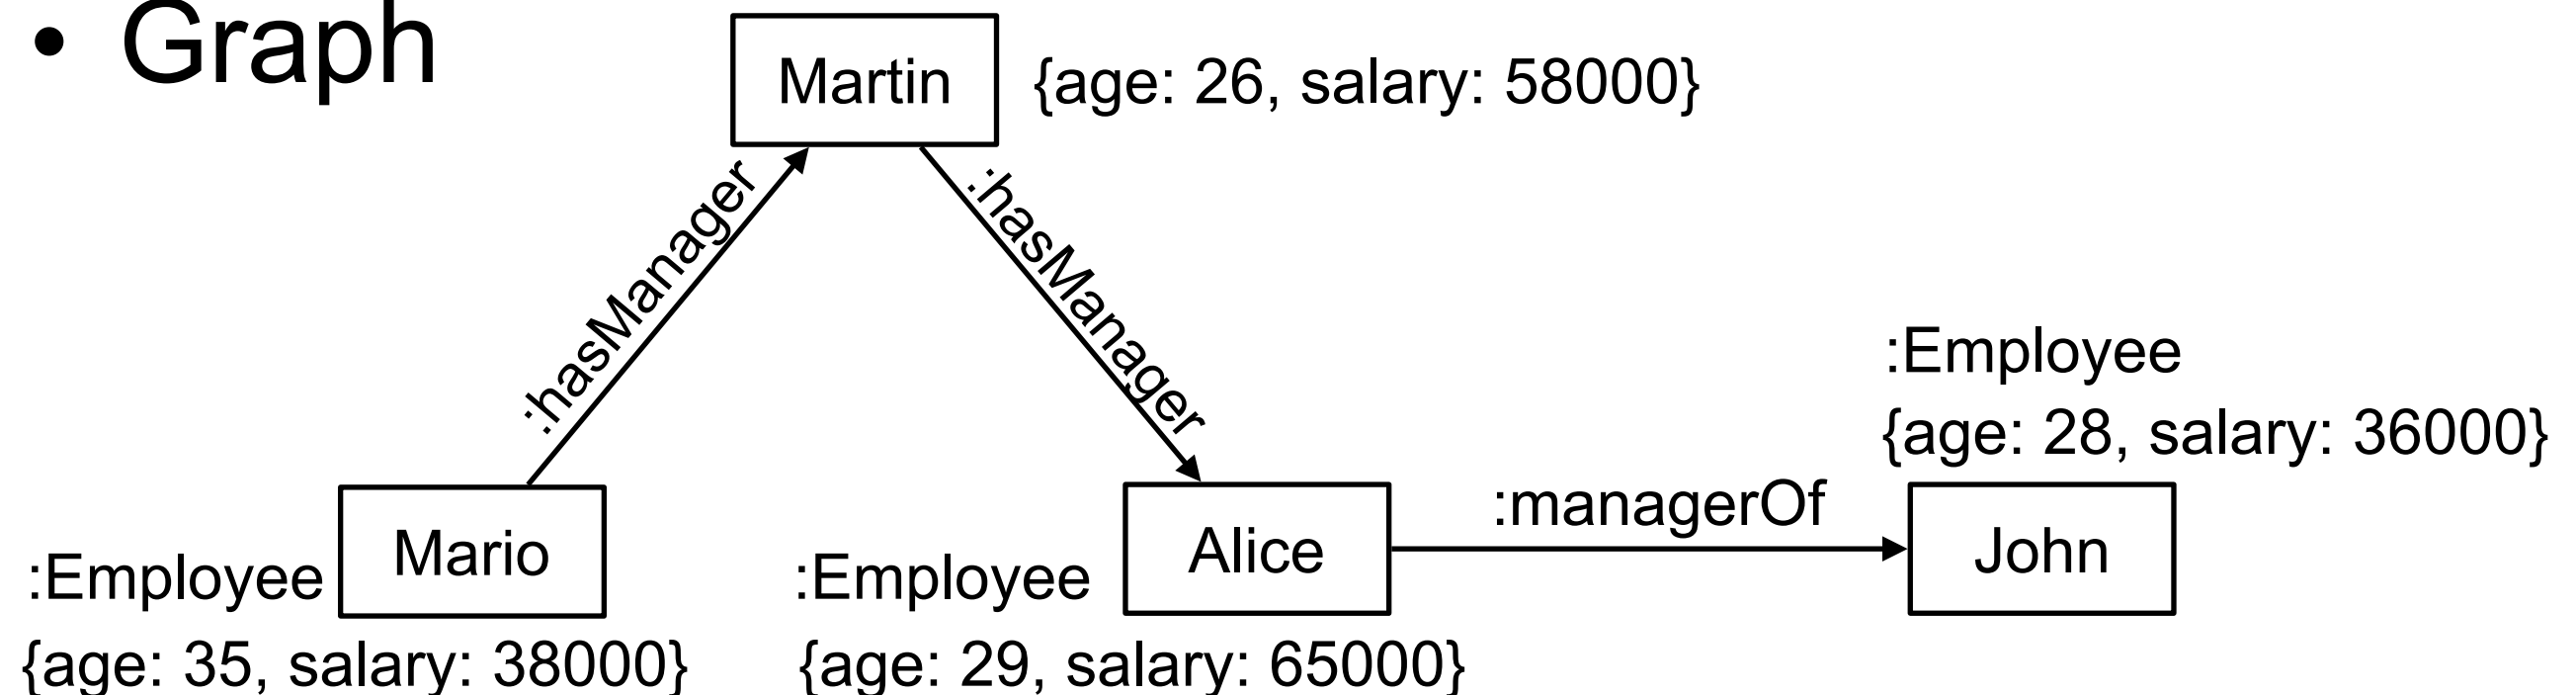 • Graph
Martin
{age: 26, salary: 58000}
:hasManager
:hasManager
:Employee
{age: 28, salary: 36000}
:Employee
Mario
{age: 35, salary: 38000}
:Employee
Alice
{age: 29, salary: 65000}
:managerOf
John